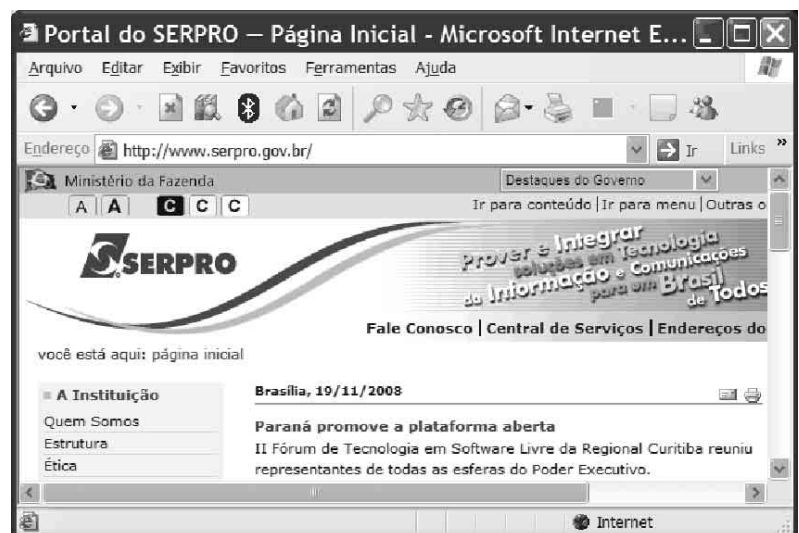 Portal do SERPRO — Página Inicial - Microsoft Internet E...
Arquivo Editar Exibir Favoritos Ferramentas Ajuda
Endereço http://www.serpro.gov.br/ Ir Links »
Ministério da Fazenda Destaques do Governo
A A C C C Ir para conteúdo | Ir para menu | Outras o
SERPRO
Prover e Integrar
soluções em Tecnologia
da Informação e Comunicações
para um Brasil
de Todos
Fale Conosco | Central de Serviços | Endereços do
você está aqui: página inicial
A Instituição
Quem Somos
Estrutura
Ética
Brasília, 19/11/2008
Paraná promove a plataforma aberta
II Fórum de Tecnologia em Software Livre da Regional Curitiba reuniu
representantes de todas as esferas do Poder Executivo.
Internet